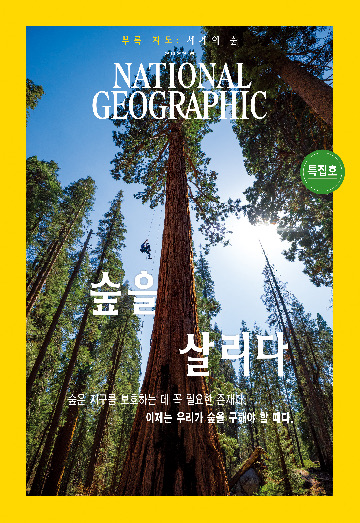 부록 지도: 세계의 숲
NATIONAL
GEOGRAPHIC
특집호
숲을
살리다
숲은 지구를 보호하는 데 꼭 필요한 존재다.
이제는 우리가 숲을 구해야 할 때다.